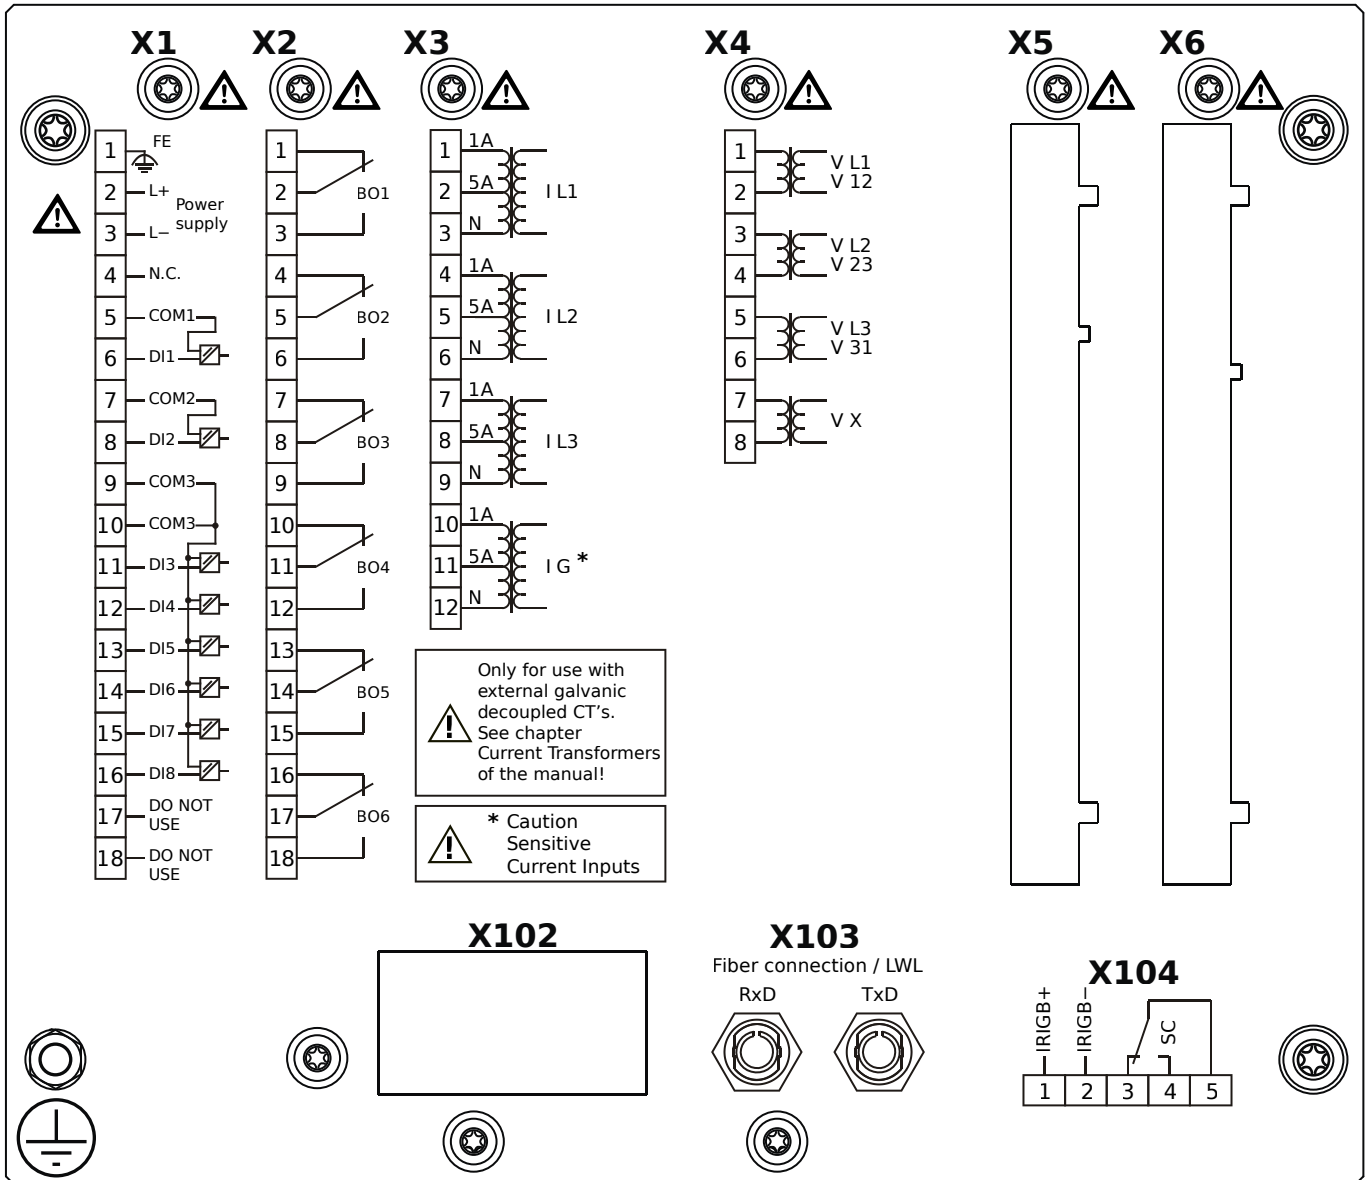 X1
X2
X3
X4
X5
X6
1 FE
2 L+
Power
supply
3 L−
4 N.C.
5 COM1
6 DI1
7 COM2
8 DI2
9 COM3
10 COM3
11 DI3
12 DI4
13 DI5
14 DI6
15 DI7
16 DI8
17 DO NOT
USE
18 DO NOT
USE
1
2 BO1
3
4
5 BO2
6
7
8 BO3
9
10
11 BO4
12
13
14 BO5
15
16
17 BO6
18
1 1A
2 5A I L1
3 N
4 1A
5 5A I L2
6 N
7 1A
8 5A I L3
9 N
10 1A
11 5A I G *
12 N
Only for use with
external galvanic
decoupled CT's.
See chapter
Current Transformers
of the manual!
* Caution
Sensitive
Current Inputs
1 V L1
2 V 12
3 V L2
4 V 23
5 V L3
6 V 31
7 V X
8
X102
X103
Fiber connection / LWL
RxD TxD
X104
IRIGB+
IRIGB−
SC
1 2 3 4 5